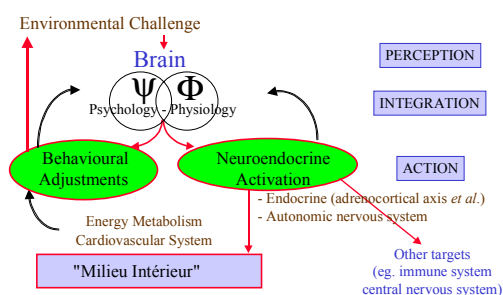 Environmental Challenge
Brain
PERCEPTION
Ψ Φ
Psychology - Physiology
INTEGRATION
Behavioural
Adjustments
Neuroendocrine
Activation
ACTION
- Endocrine (adrenocortical axis et al.)
- Autonomic nervous system
Energy Metabolism
Cardiovascular System
"Milieu Intérieur"
Other targets
(eg. immune system
central nervous system)